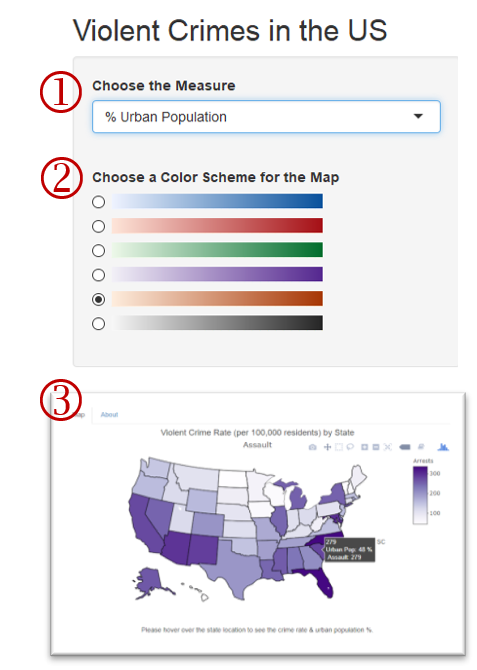 Violent Crimes in the US
1
Choose the Measure
% Urban Population
2
Choose a Color Scheme for the Map
3
ap About
Violent Crime Rate (per 100,000 residents) by State
Assault
Arrests
300
200
100
279
Urban Pop: 48 %
Assault: 279
SC
Please hover over the state location to see the crime rate & urban population %.